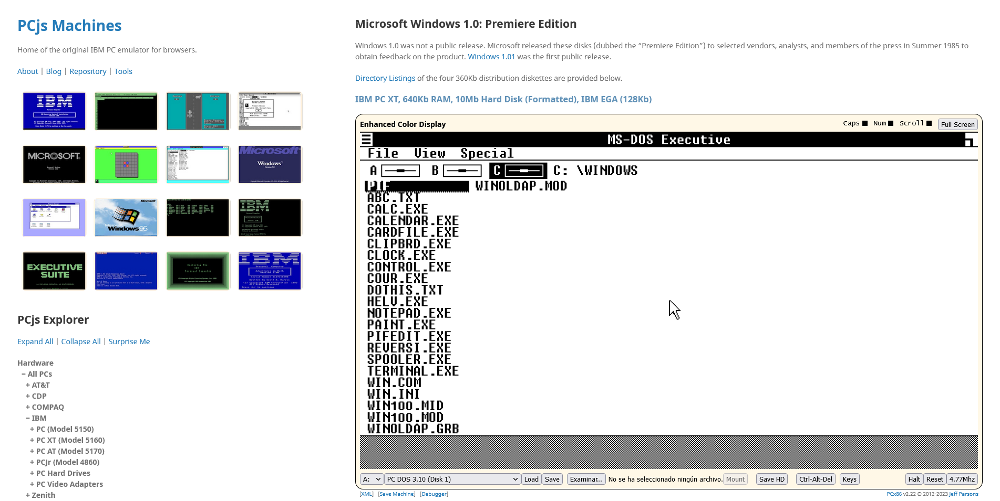 PCjs Machines
Home of the original IBM PC emulator for browsers.
About | Blog | Repository | Tools
IBM
MICROSOFT
Microsoft
Windows
Microsoft
Microsoft
Windows 95
IBM
EXECUTIVE
SUITE
IBM
PCjs Explorer
Expand All | Collapse All | Surprise Me
Hardware
− All PCs
+ AT&T
+ CDP
+ COMPAQ
− IBM
+ PC (Model 5150)
+ PC XT (Model 5160)
+ PC AT (Model 5170)
+ PCJr (Model 4860)
+ PC Hard Drives
+ PC Video Adapters
+ Zenith
Microsoft Windows 1.0: Premiere Edition
Windows 1.0 was not a public release. Microsoft released these disks (dubbed the “Premiere Edition”) to selected vendors, analysts, and members of the press in Summer 1985 to
obtain feedback on the product. Windows 1.01 was the first public release.
Directory Listings of the four 360Kb distribution diskettes are provided below.
IBM PC XT, 640Kb RAM, 10Mb Hard Disk (Formatted), IBM EGA (128Kb)
Enhanced Color Display Caps Num Scroll Full Screen
MS-DOS Executive
File View Special
A B C C: \WINDOWS
PIF WINOLDAP.MOD
ABC.TXT
CALC.EXE
CALENDAR.EXE
CARDFILE.EXE
CLIPBRD.EXE
CLOCK.EXE
CONTROL.EXE
COUR.EXE
DOTHIS.TXT
HELV.EXE
NOTEPAD.EXE
PAINT.EXE
PIFEDIT.EXE
REVERSI.EXE
SPOOLER.EXE
TERMINAL.EXE
WIN.COM
WIN.INI
WIN100.MID
WIN100.MOD
WINOLDAP.GRB
A: PC DOS 3.10 (Disk 1) Load Save Examinar... No se ha seleccionado ningún archivo. Mount Save HD Ctrl-Alt-Del Keys Halt Reset 4.77Mhz
[XML] [Save Machine] [Debugger] PCx86 v2.22 © 2012-2023 Jeff Parsons